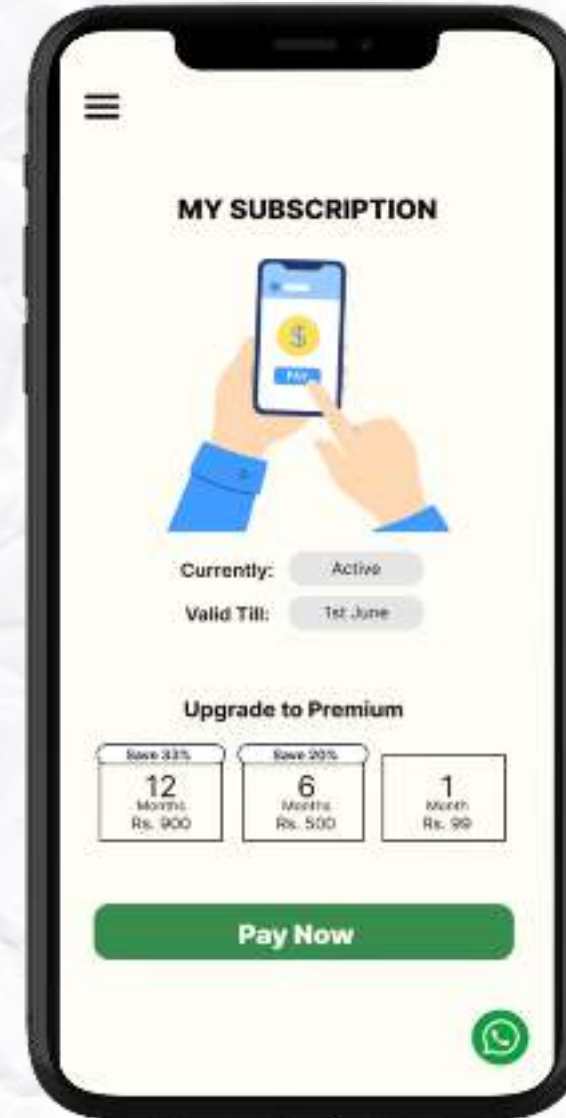 MY SUBSCRIPTION
$
PAY
Currently: Active
Valid Till: 1st June
Upgrade to Premium
Save 33% Save 20%
12 6 1
Months Months Month
Rs. 900 Rs. 500 Rs. 99
Pay Now